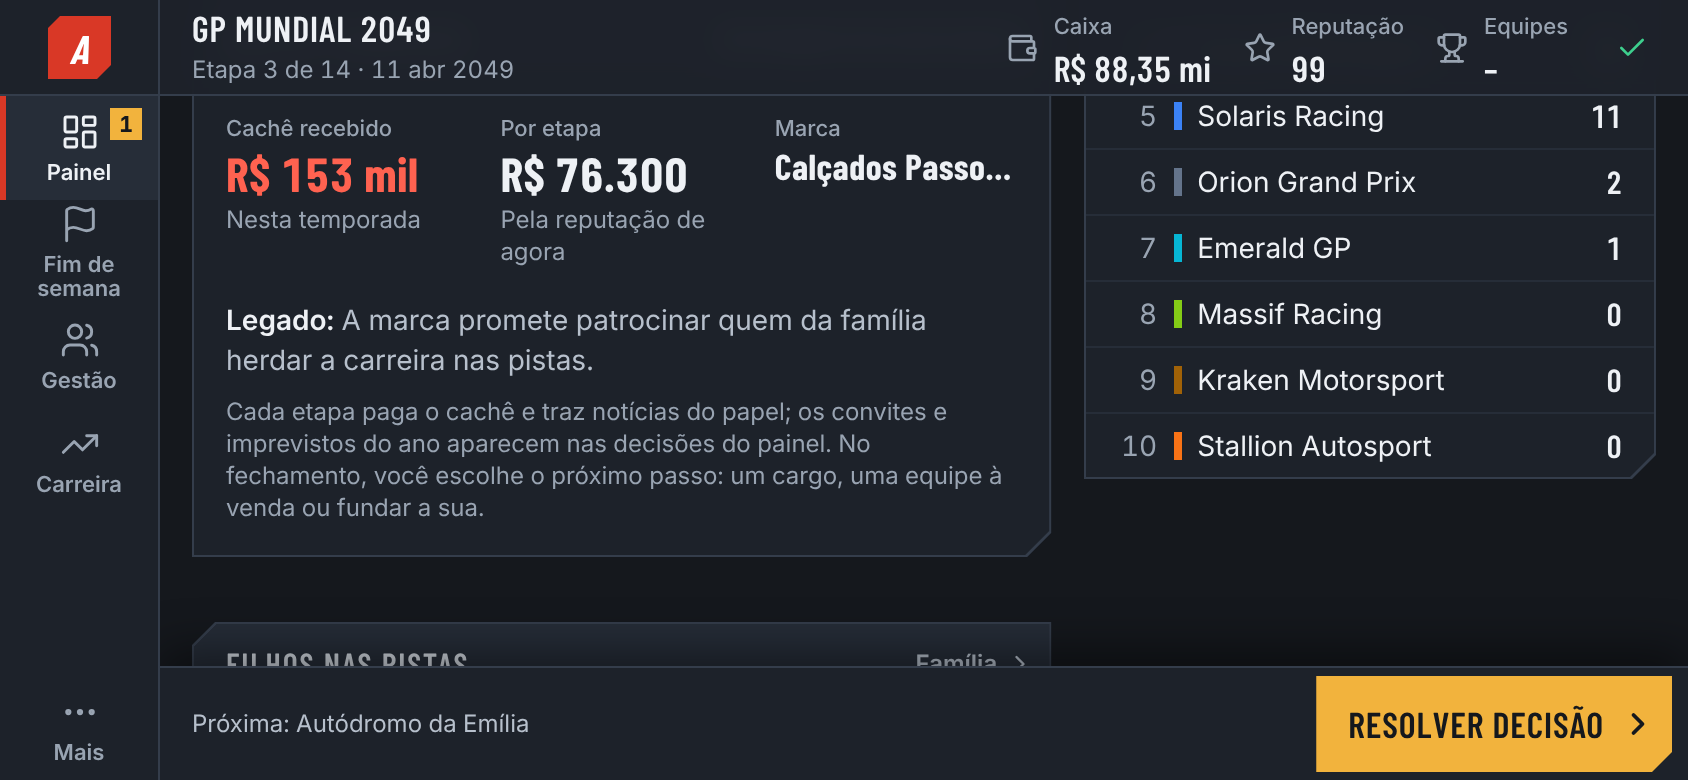 A
GP MUNDIAL 2049
Etapa 3 de 14 · 11 abr 2049
Caixa
R$ 88,35 mi
Reputação
99
Equipes
–
Painel
1
Fim de
semana
Gestão
Carreira
Mais
Cachê recebido
R$ 153 mil
Nesta temporada
Por etapa
R$ 76.300
Pela reputação de
agora
Marca
Calçados Passo...
Legado: A marca promete patrocinar quem da família
herdar a carreira nas pistas.
Cada etapa paga o cachê e traz notícias do papel; os convites e
imprevistos do ano aparecem nas decisões do painel. No
fechamento, você escolhe o próximo passo: um cargo, uma equipe à
venda ou fundar a sua.
FILHOS NAS PISTAS
Família
5 Solaris Racing 11
6 Orion Grand Prix 2
7 Emerald GP 1
8 Massif Racing 0
9 Kraken Motorsport 0
10 Stallion Autosport 0
Próxima: Autódromo da Emília
RESOLVER DECISÃO